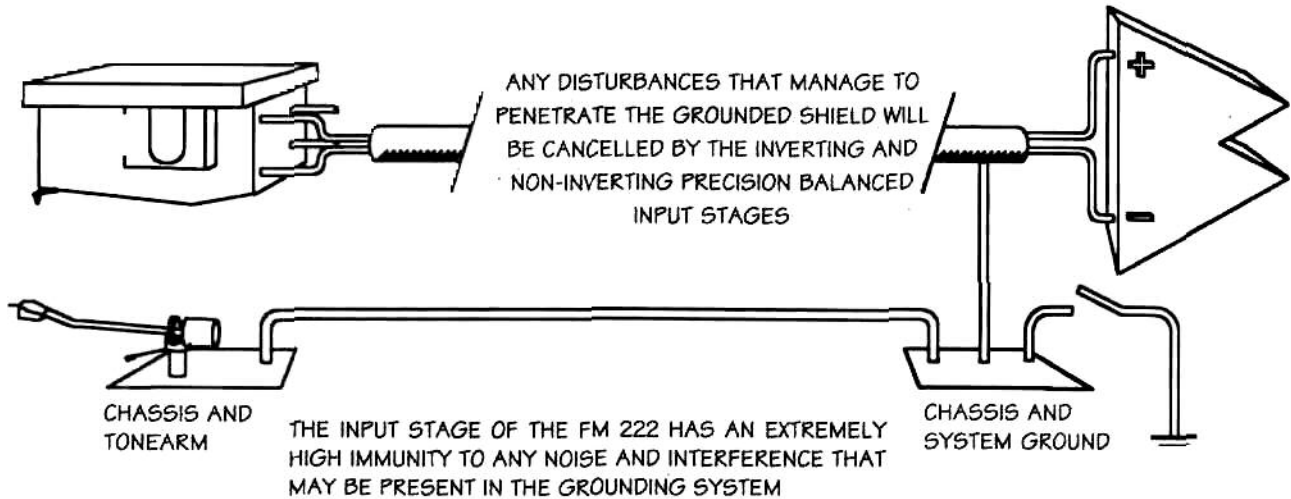 ANY DISTURBANCES THAT MANAGE TO
PENETRATE THE GROUNDED SHIELD WILL
BE CANCELLED BY THE INVERTING AND
NON-INVERTING PRECISION BALANCED
INPUT STAGES
+
−
CHASSIS AND
TONEARM
THE INPUT STAGE OF THE FM 222 HAS AN EXTREMELY
HIGH IMMUNITY TO ANY NOISE AND INTERFERENCE THAT
MAY BE PRESENT IN THE GROUNDING SYSTEM
CHASSIS AND
SYSTEM GROUND